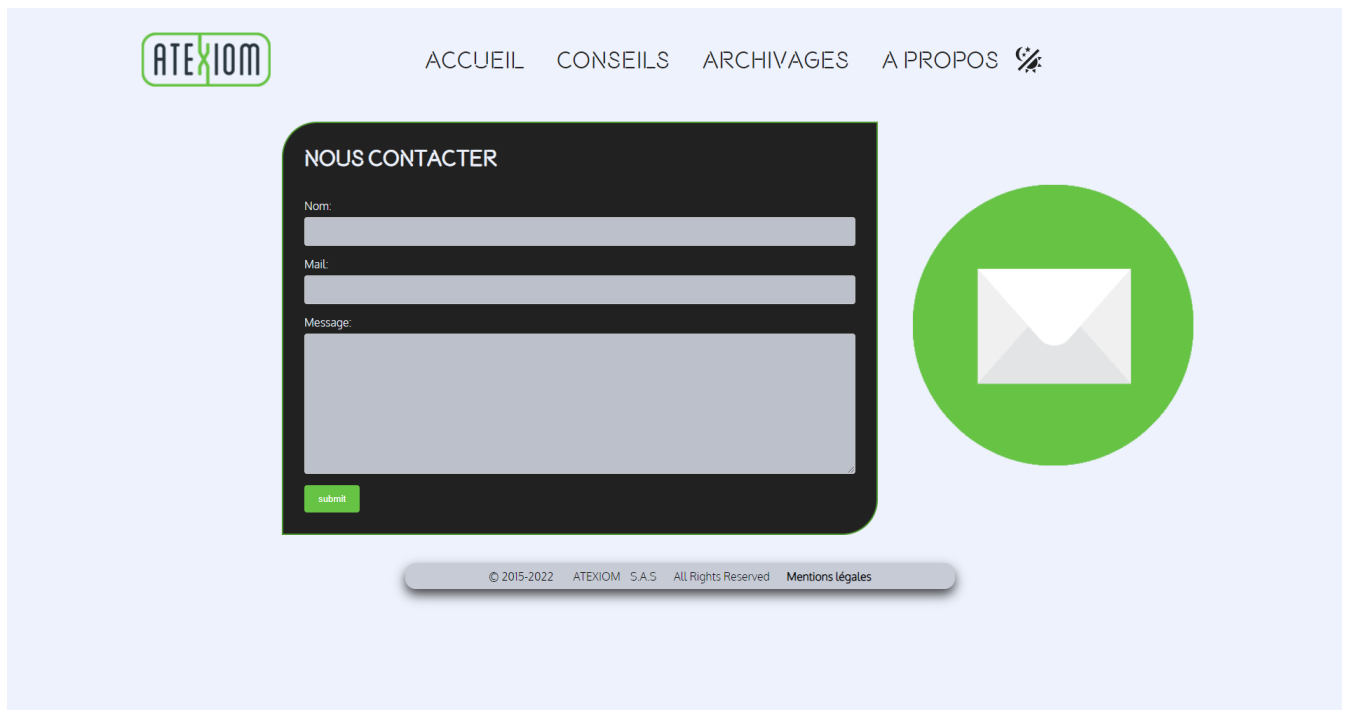 ATEXIOM
ACCUEIL CONSEILS ARCHIVAGES A PROPOS
NOUS CONTACTER
Nom:
Mail:
Message:
submit
© 2015-2022 ATEXIOM S.A.S All Rights Reserved Mentions légales